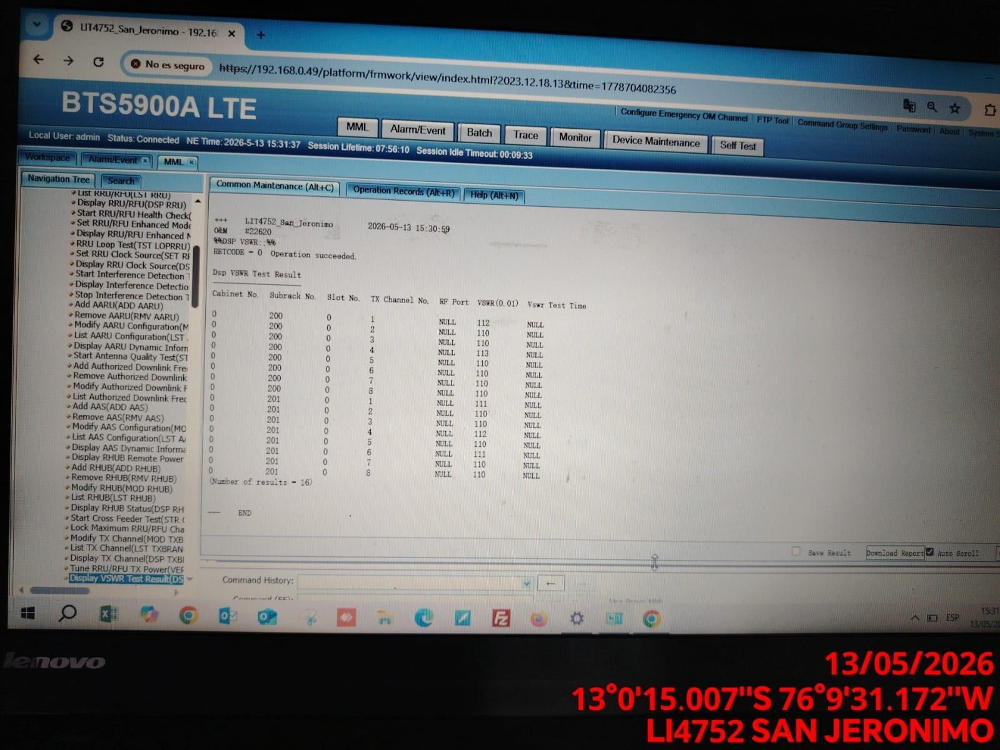 LIT4752_San_Jeronimo - 192.16
No es seguro https://192.168.0.49/platform/frmwork/view/index.html?2023.12.18.13&time=1778704082356
BTS5900A LTE
Configure Emergency OM Channel | FTP Tool | Command Group Settings | Password | About | System S
MML Alarm/Event Batch Trace Monitor Device Maintenance Self Test
Local User: admin Status: Connected NE Time: 2026-5-13 15:31:37 Session Lifetime: 07:56:10 Session Idle Timeout: 00:09:33
Workspace Alarm/Event MML
Navigation Tree Search
List RRU/RFU(LST RRU)
Display RRU/RFU(DSP RRU)
Start RRU/RFU Health Check(
Set RRU/RFU Enhanced Mode
Display RRU/RFU Enhanced M
RRU Loop Test(TST LOPRRU)
Set RRU Clock Source(SET RF
Display RRU Clock Source(DS
Start Interference Detection T
Display Interference Detectio
Stop Interference Detection T
Add AARU(ADD AARU)
Remove AARU(RMV AARU)
Modify AARU Configuration(M
List AARU Configuration(LST
Display AARU Dynamic Inform
Start Antenna Quality Test(ST
Add Authorized Downlink Fre
Remove Authorized Downlink
Modify Authorized Downlink F
List Authorized Downlink Frec
Add AAS(ADD AAS)
Remove AAS(RMV AAS)
Modify AAS Configuration(MO
List AAS Configuration(LST A
Display AAS Dynamic Informa
Display RHUB Remote Power
Add RHUB(ADD RHUB)
Remove RHUB(RMV RHUB)
Modify RHUB(MOD RHUB)
List RHUB(LST RHUB)
Display RHUB Status(DSP RH
Start Cross Feeder Test(STR C
Lock Maximum RRU/RFU Cha
Modify TX Channel(MOD TXB
List TX Channel(LST TXBRAN
Display TX Channel(DSP TXBI
Tune RRU/RFU TX Power(VEF
Display VSWR Test Result(DS
Common Maintenance (Alt+C) Operation Records (Alt+R) Help (Alt+N)
+++ LIT4752_San_Jeronimo 2026-05-13 15:30:59
O&M #22620
%%DSP VSWR:;%%
RETCODE = 0 Operation succeeded.
Dsp VSWR Test Result
Cabinet No. Subrack No. Slot No. TX Channel No. RF Port VSWR(0.01) Vswr Test Time
0 200 0 1 NULL 112 NULL
0 200 0 2 NULL 110 NULL
0 200 0 3 NULL 110 NULL
0 200 0 4 NULL 113 NULL
0 200 0 5 NULL 110 NULL
0 200 0 6 NULL 110 NULL
0 200 0 7 NULL 110 NULL
0 200 0 8 NULL 110 NULL
0 201 0 1 NULL 111 NULL
0 201 0 2 NULL 110 NULL
0 201 0 3 NULL 110 NULL
0 201 0 4 NULL 112 NULL
0 201 0 5 NULL 110 NULL
0 201 0 6 NULL 111 NULL
0 201 0 7 NULL 110 NULL
0 201 0 8 NULL 110 NULL
(Number of results = 16)
--- END
Save Result Download Report Auto Scroll
Command History:
ESP
15:31
13/05/20
lenovo
13/05/2026
13°0'15.007"S 76°9'31.172"W
LI4752 SAN JERONIMO